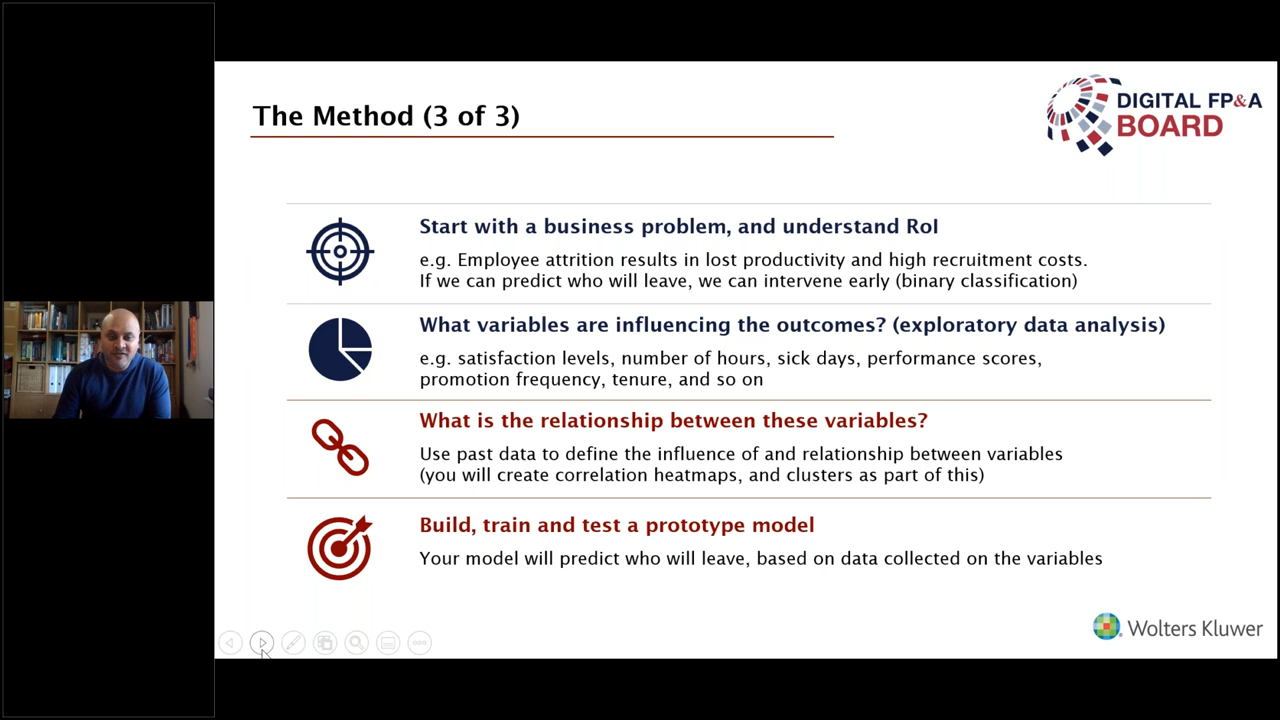 The Method (3 of 3)
DIGITAL FP&A
BOARD
Start with a business problem, and understand RoI
e.g. Employee attrition results in lost productivity and high recruitment costs.
If we can predict who will leave, we can intervene early (binary classification)
What variables are influencing the outcomes? (exploratory data analysis)
e.g. satisfaction levels, number of hours, sick days, performance scores,
promotion frequency, tenure, and so on
What is the relationship between these variables?
Use past data to define the influence of and relationship between variables
(you will create correlation heatmaps, and clusters as part of this)
Build, train and test a prototype model
Your model will predict who will leave, based on data collected on the variables
Wolters Kluwer